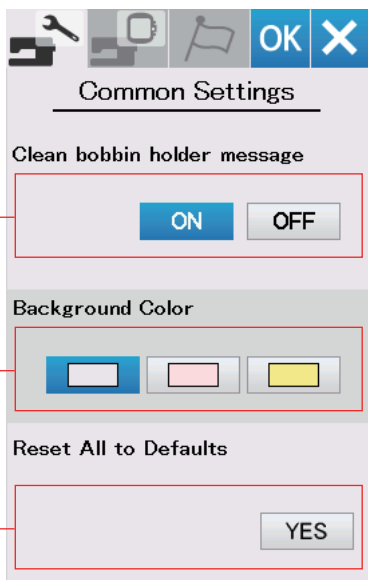 OK
Common Settings
Clean bobbin holder message
ON OFF
Background Color
Reset All to Defaults
YES